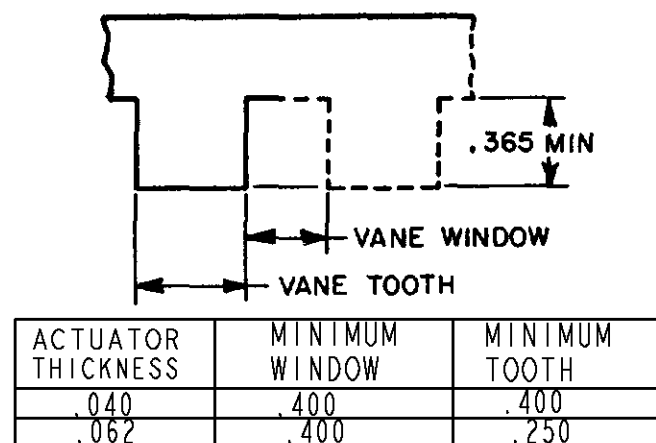 .365 MIN
VANE WINDOW
VANE TOOTH
ACTUATOR THICKNESS
MINIMUM WINDOW
MINIMUM TOOTH
.040 .400 .400
.062 .400 .250